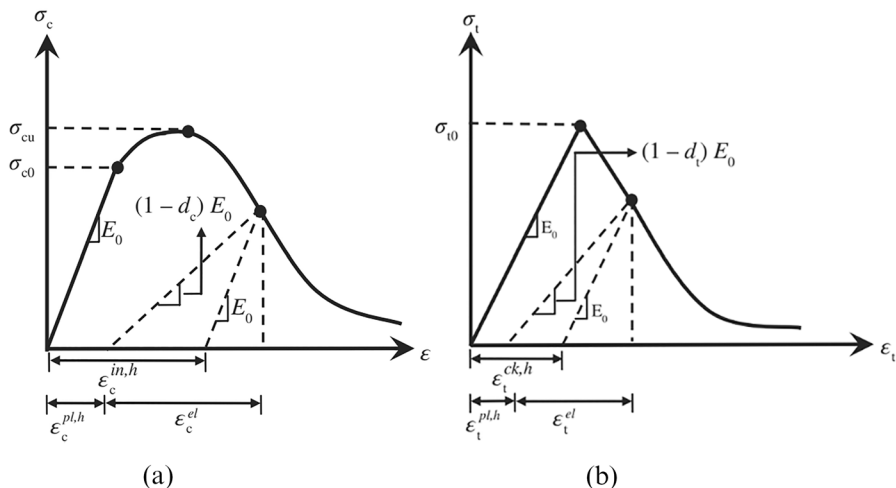 σc
σcu
σc0
(1−dc) E0
E0
E0
ε
εc^in,h
εc^pl,h
εc^el
(a)
σt
σt0
(1−dt) E0
E0
E0
εt
εt^ck,h
εt^pl,h
εt^el
(b)